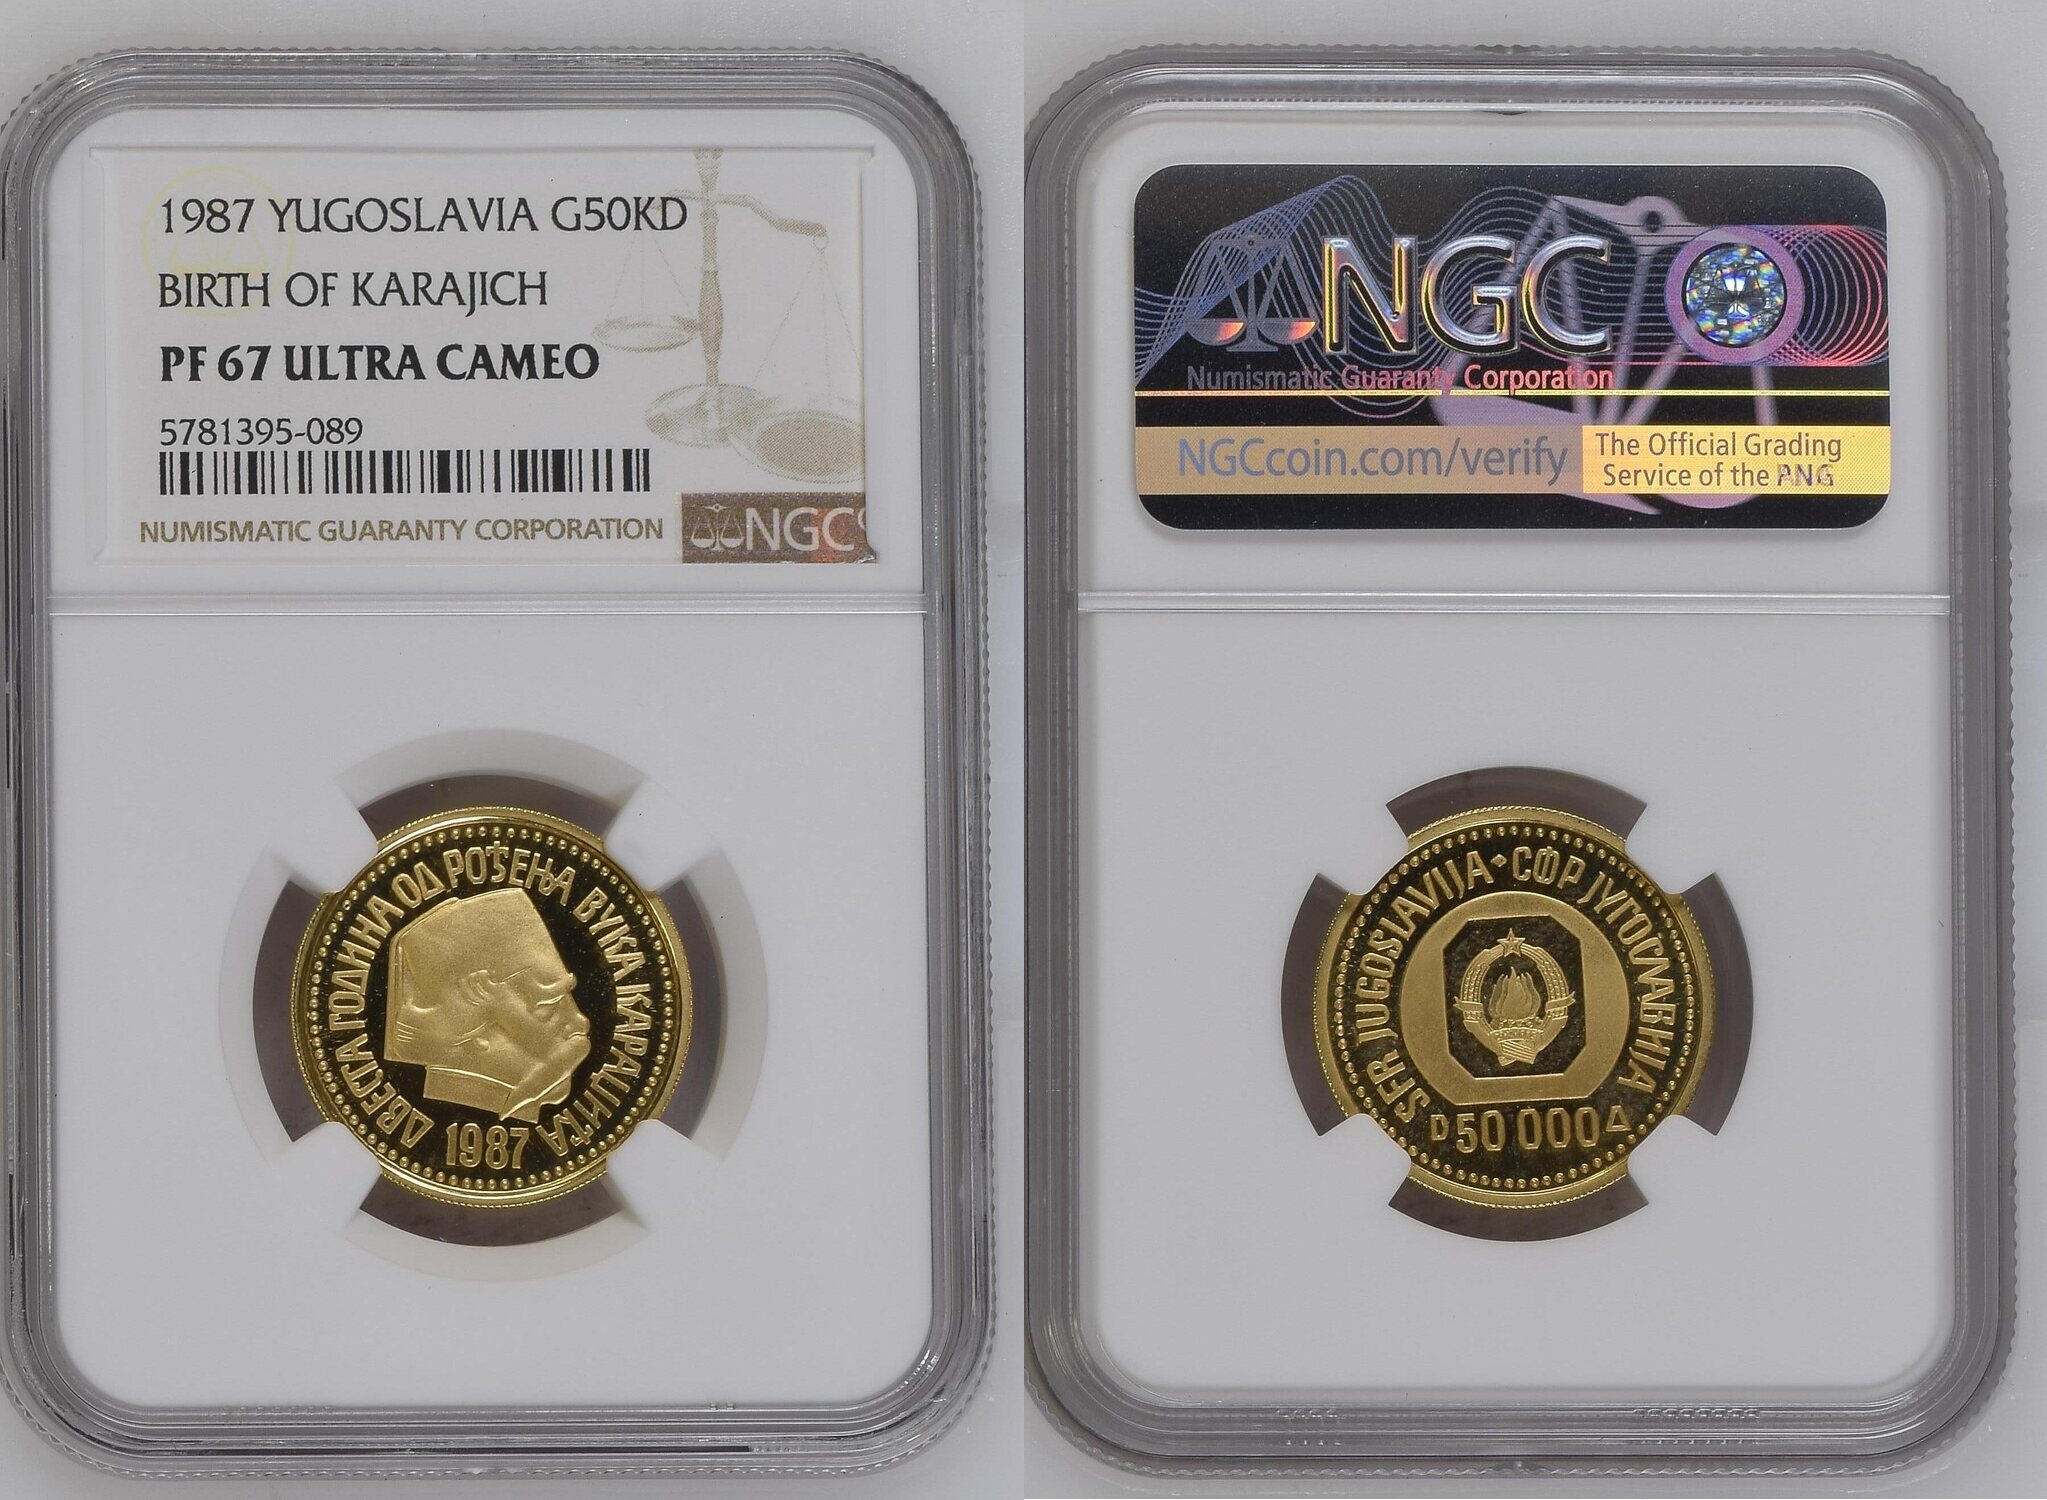 1987 YUGOSLAVIA G50KD
BIRTH OF KARAJICH
PF 67 ULTRA CAMEO
5781395-089
NUMISMATIC GUARANTY CORPORATION
NGC
ДВЕСТА ГОДИНА ОД РОЂЕЊА ВУКА КАРАЏИЋА
1987
NGC
Numismatic Guaranty Corporation
NGCcoin.com/verify
The Official Grading
Service of the PNG
SFR JUGOSLAVIJA • СФР ЈУГОСЛАВИЈА
D 50 000 Д